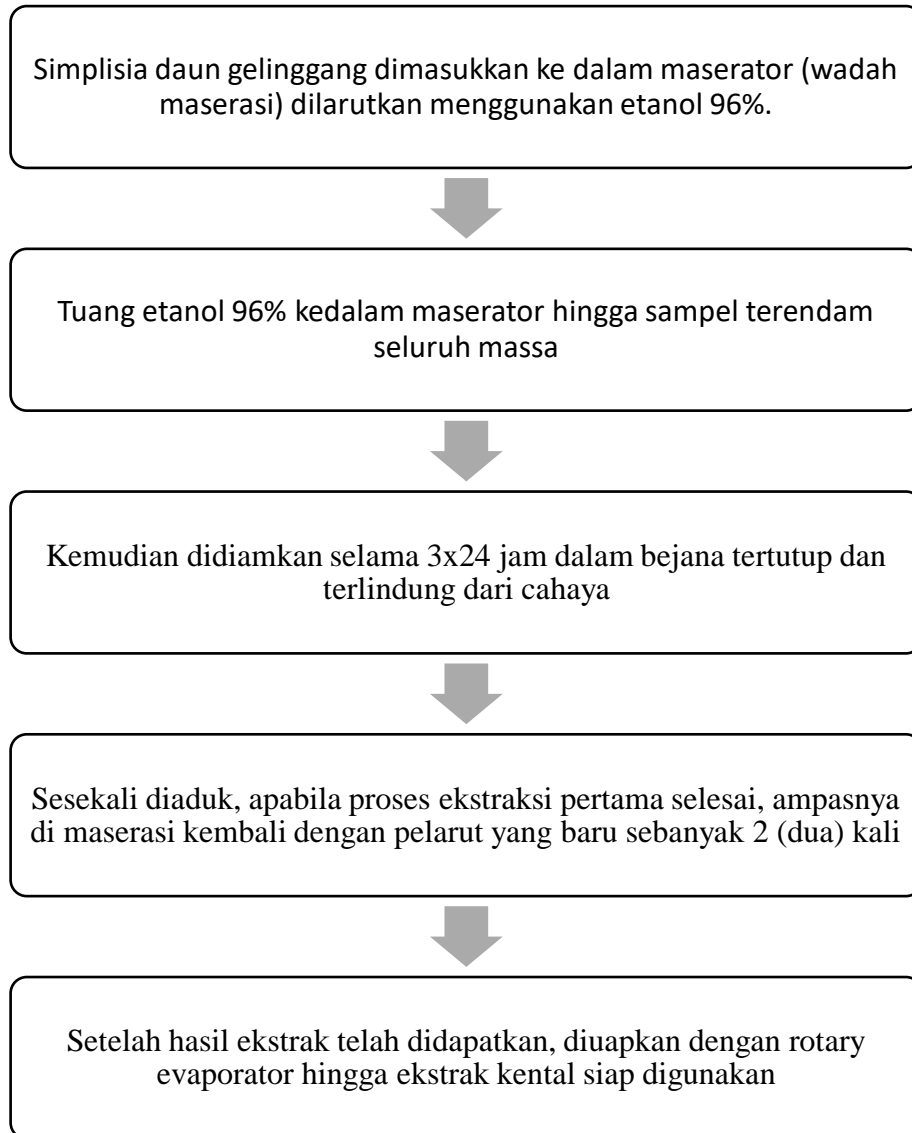 Simplisia daun gelinggang dimasukkan ke dalam maserator (wadah
maserasi) dilarutkan menggunakan etanol 96%.
Tuang etanol 96% kedalam maserator hingga sampel terendam
seluruh massa
Kemudian didiamkan selama 3x24 jam dalam bejana tertutup dan
terlindung dari cahaya
Sesekali diaduk, apabila proses ekstraksi pertama selesai, ampasnya
di maserasi kembali dengan pelarut yang baru sebanyak 2 (dua) kali
Setelah hasil ekstrak telah didapatkan, diuapkan dengan rotary
evaporator hingga ekstrak kental siap digunakan